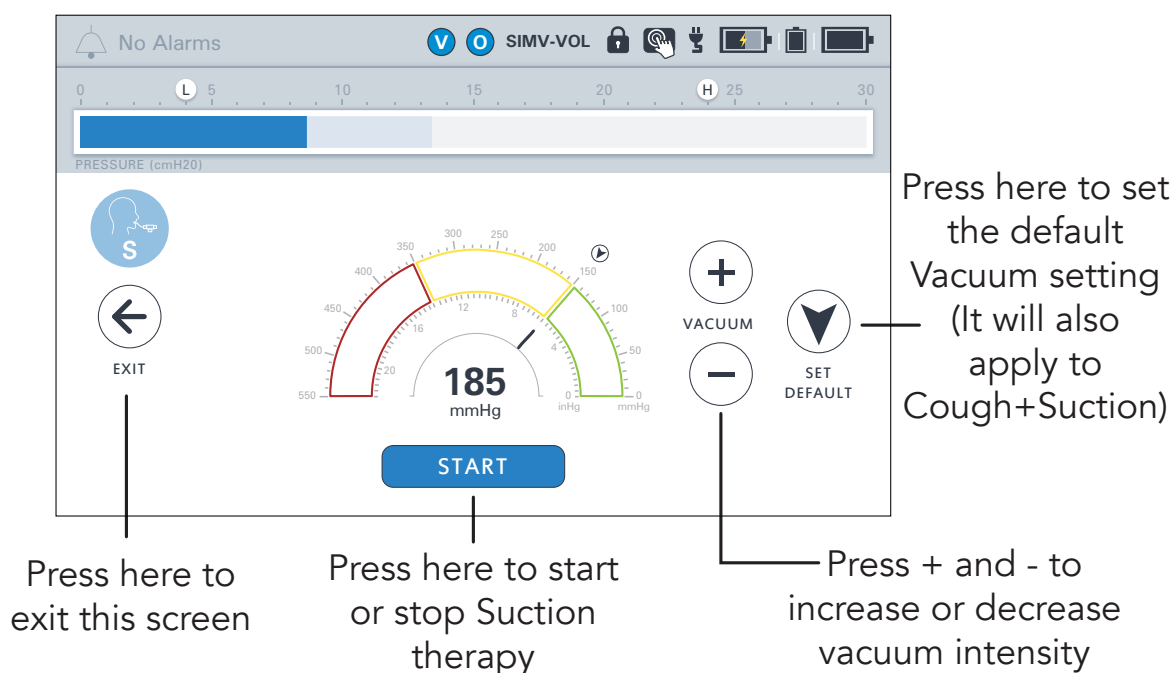 No Alarms
V O SIMV-VOL
0 L 5 10 15 20 H 25 30
PRESSURE (cmH20)
S
EXIT
550 500 450 400 350 300 250 200 150 100 50 0
20 16 12 8 4 0
inHg mmHg
185
mmHg
START
VACUUM
SET
DEFAULT
Press here to set
the default
Vacuum setting
(It will also
apply to
Cough+Suction)
Press here to
exit this screen
Press here to start
or stop Suction
therapy
Press + and - to
increase or decrease
vacuum intensity